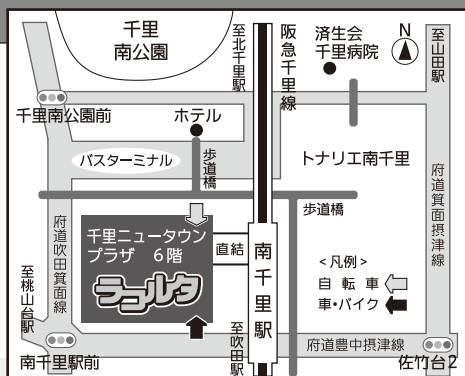 千里
南公園
至北千里駅
阪急千里線
済生会
千里病院
N
至山田駅
千里南公園前
ホテル
バスターミナル
歩道橋
トナリエ南千里
府道箕面摂津線
歩道橋
府道吹田箕面線
千里ニュータウン
プラザ 6階
ラコルタ
直結
南千里駅
<凡例>
自転車
車・バイク
至桃山台駅
至吹田駅
府道豊中摂津線
南千里駅前
佐竹台2